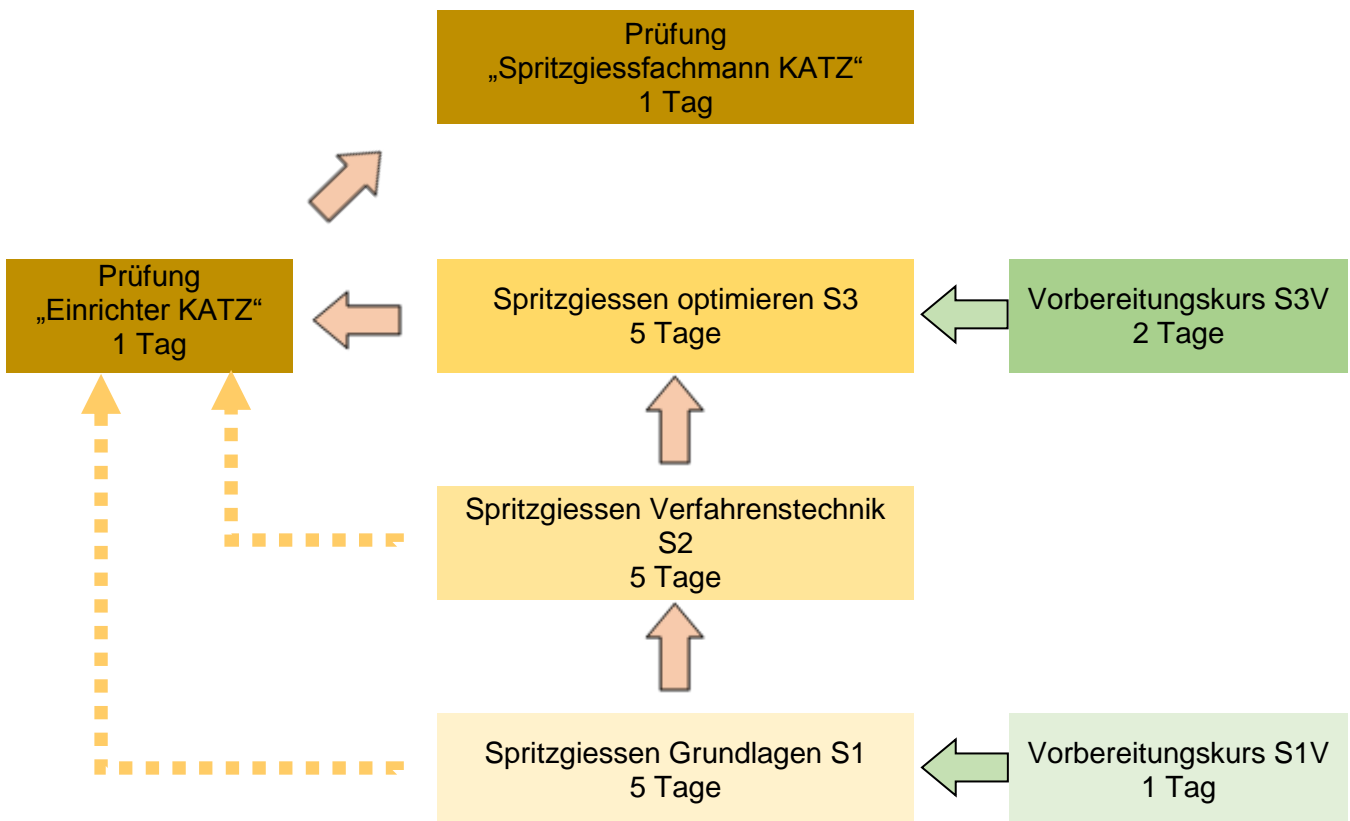 Prüfung
„Spritzgiessfachmann KATZ“
1 Tag
Prüfung
„Einrichter KATZ“
1 Tag
Spritzgiessen optimieren S3
5 Tage
Vorbereitungskurs S3V
2 Tage
Spritzgiessen Verfahrenstechnik
S2
5 Tage
Spritzgiessen Grundlagen S1
5 Tage
Vorbereitungskurs S1V
1 Tag